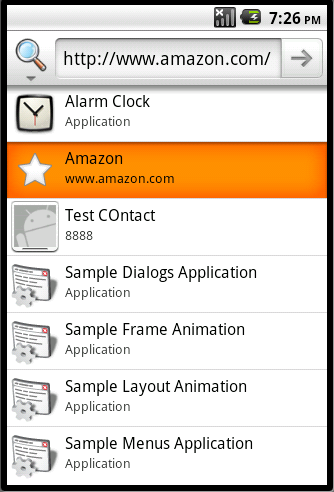 7:26 PM
http://www.amazon.com/
Alarm Clock
Application
Amazon
www.amazon.com
Test COntact
8888
Sample Dialogs Application
Application
Sample Frame Animation
Application
Sample Layout Animation
Application
Sample Menus Application
Application